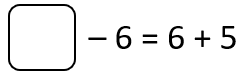 − 6 = 6 + 5